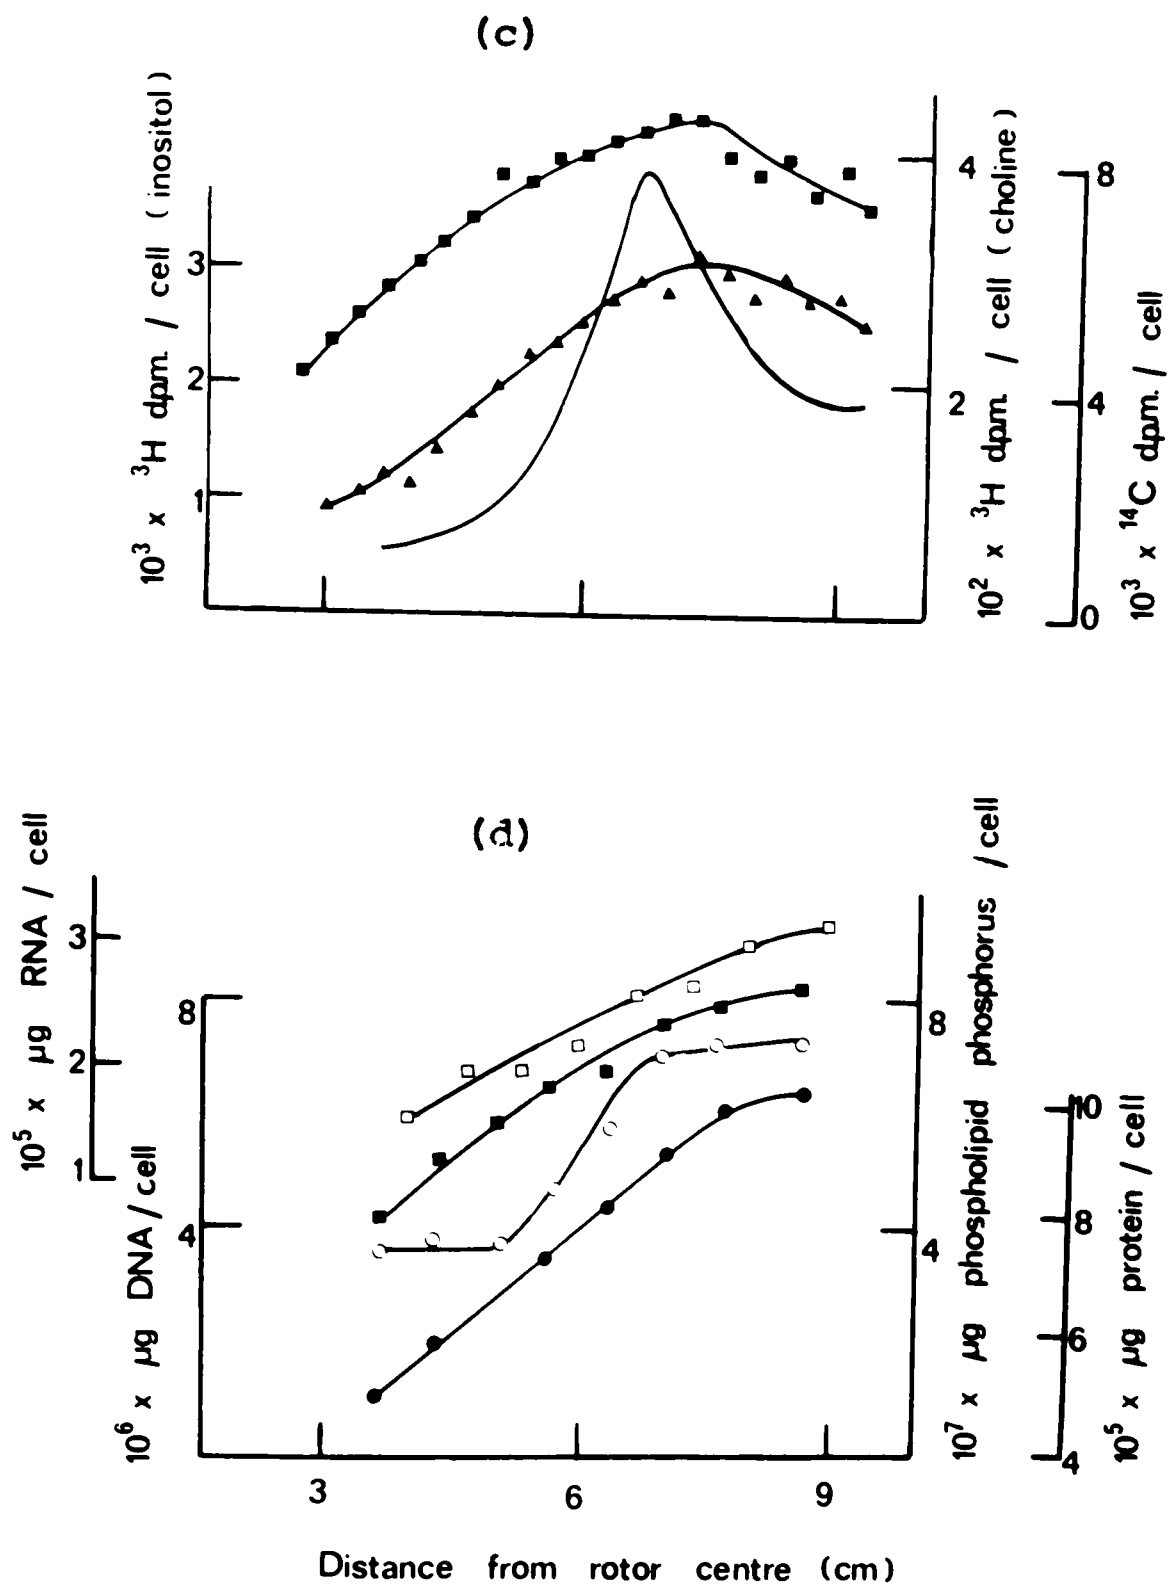 (c)
10³ x ³H dpm. / cell ( inositol)
3
2
1
4
2
10² x ³H dpm. / cell ( choline)
8
4
0
10³ x ¹⁴C dpm. / cell
(d)
10⁵ x µg RNA / cell
3
2
1
10⁶ x µg DNA / cell
8
4
8
4
10⁷ x µg phospholipid phosphorus / cell
10
8
6
4
10⁵ x µg protein / cell
3 6 9
Distance from rotor centre (cm)